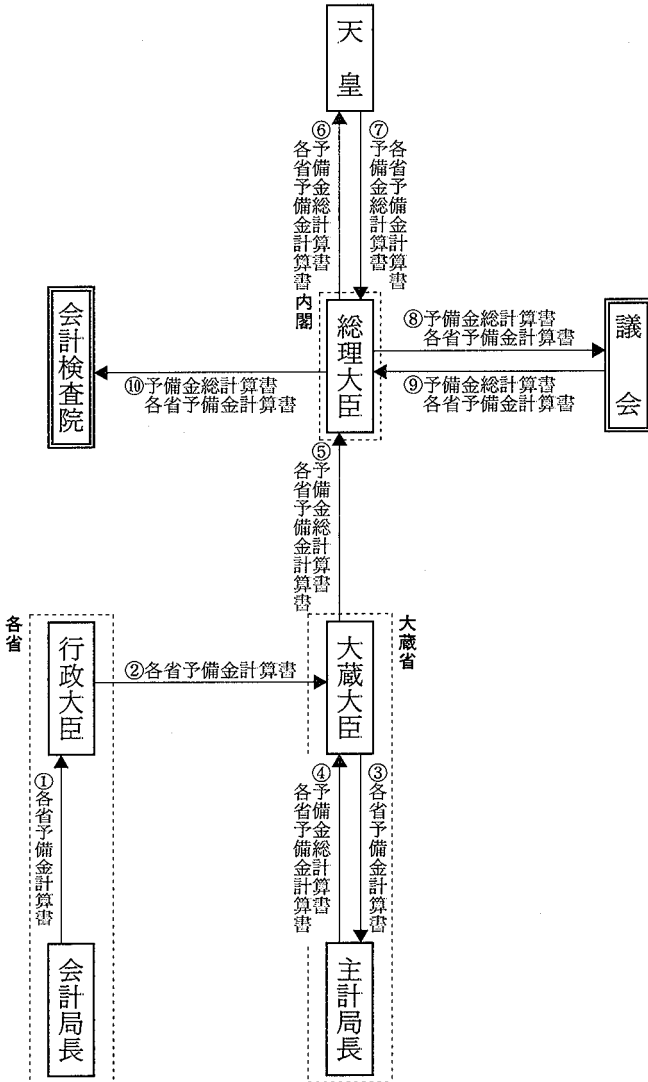 天皇
⑥予備金総計算書
各省予備金計算書
⑦各省予備金計算書
予備金総計算書
内閣
総理大臣
会計検査院
議会
⑧予備金総計算書
各省予備金計算書
⑨予備金総計算書
各省予備金計算書
⑩予備金総計算書
各省予備金計算書
⑤予備金総計算書
各省予備金計算書
各省
行政大臣
②各省予備金計算書
大蔵大臣
大蔵省
①各省予備金計算書
④予備金総計算書
各省予備金計算書
③各省予備金計算書
会計局長
主計局長